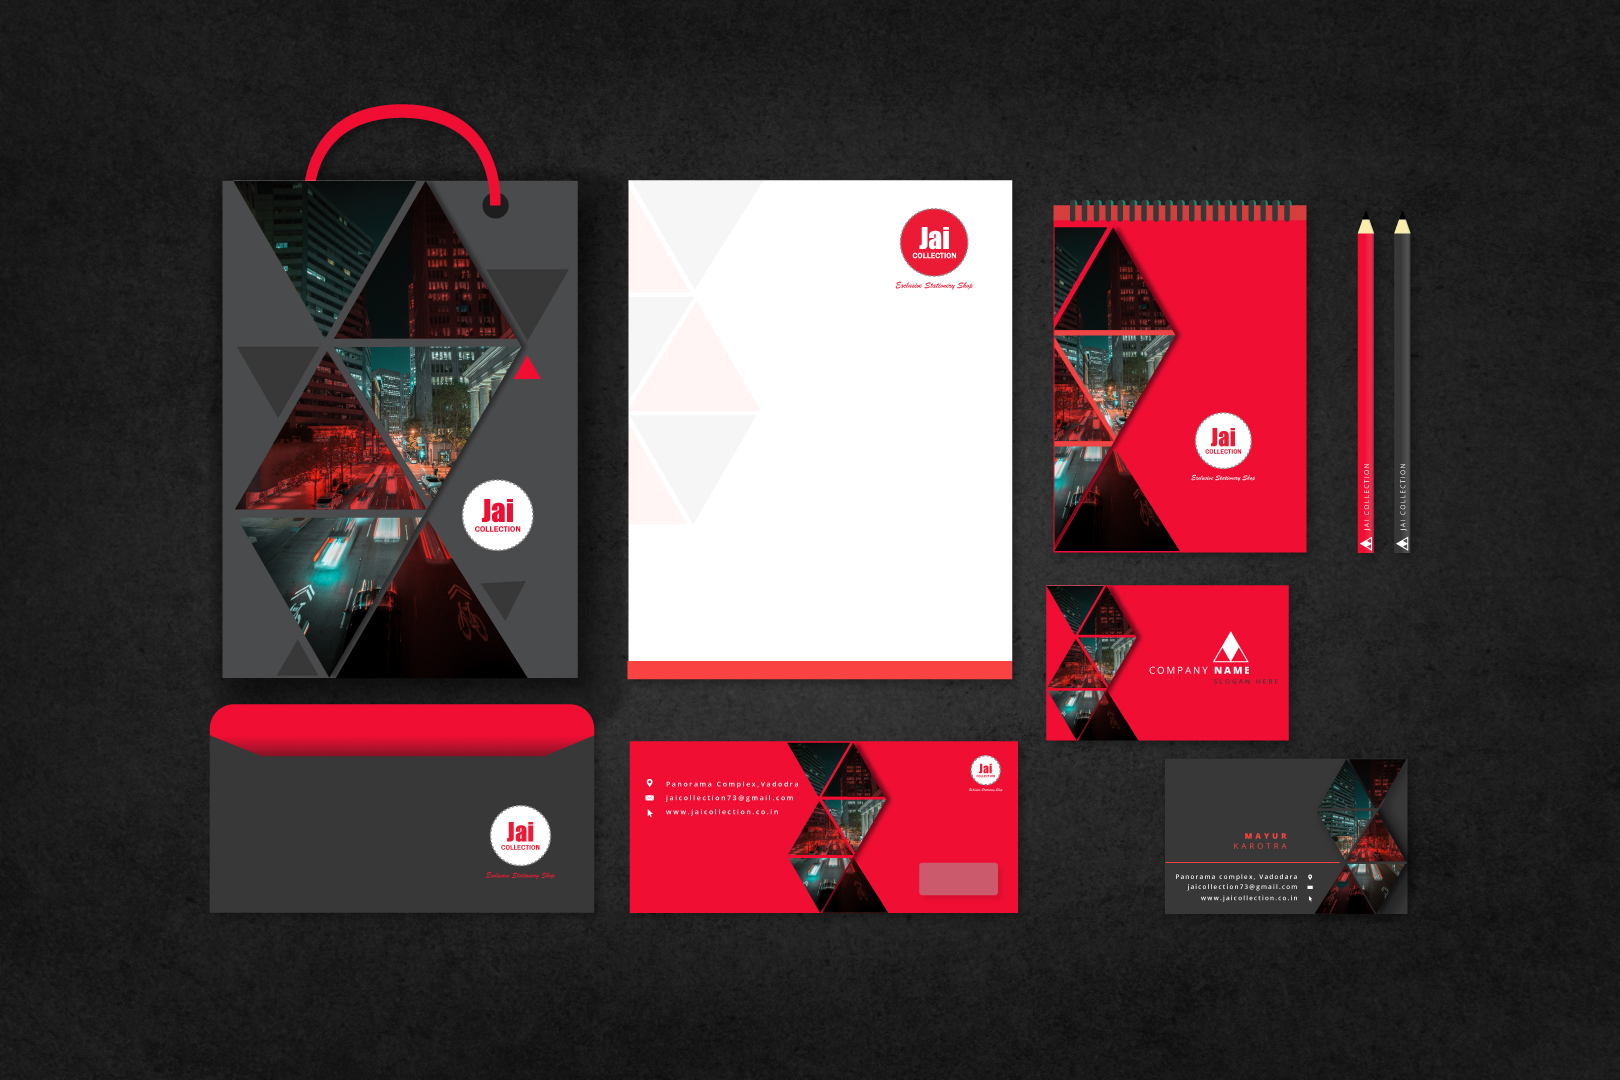 Jai
COLLECTION
Jai
COLLECTION
Exclusive Stationery Shop
Jai
COLLECTION
Exclusive Stationery Shop
JAI COLLECTION
JAI COLLECTION
COMPANY NAME
SLOGAN HERE
Jai
COLLECTION
Exclusive Stationery Shop
Panorama Complex,Vadodra
jaicollection73@gmail.com
www.jaicollection.co.in
Jai
COLLECTION
Exclusive Stationery Shop
MAYUR
KAROTRA
Panorama complex, Vadodara
jaicollection73@gmail.com
www.jaicollection.co.in